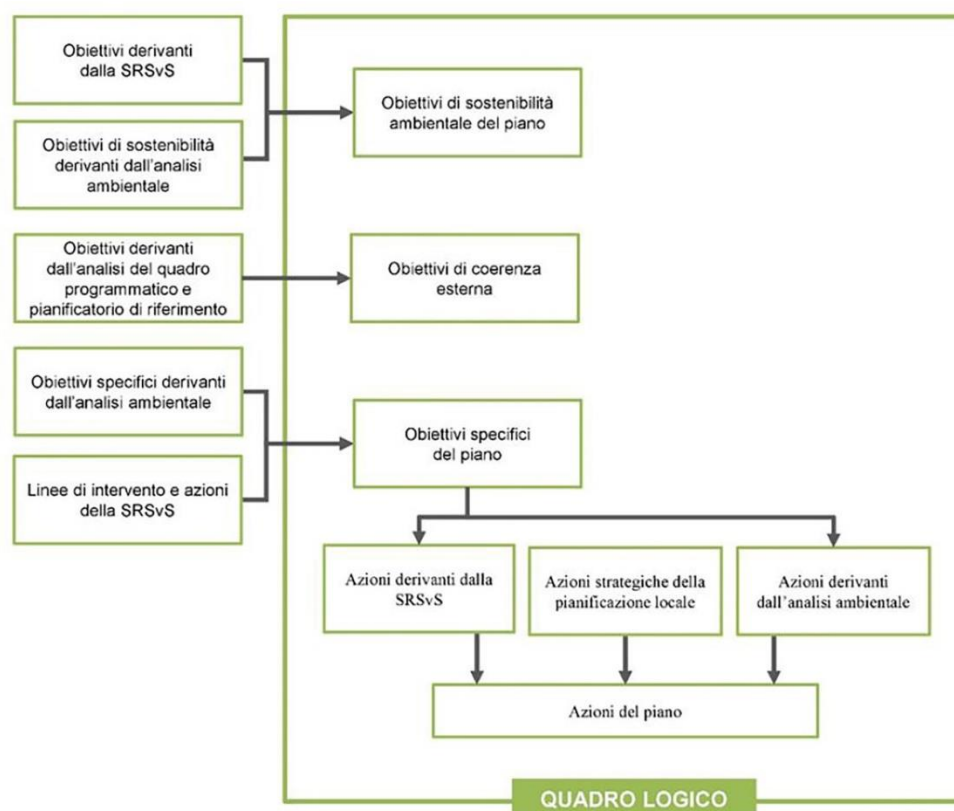 Obiettivi derivanti
dalla SRSvS
Obiettivi di sostenibilità
derivanti dall'analisi
ambientale
Obiettivi di sostenibilità
ambientale del piano
Obiettivi derivanti
dall'analisi del quadro
programmatico e
pianificatorio di riferimento
Obiettivi di coerenza
esterna
Obiettivi specifici derivanti
dall'analisi ambientale
Linee di intervento e azioni
della SRSvS
Obiettivi specifici
del piano
Azioni derivanti dalla
SRSvS
Azioni strategiche della
pianificazione locale
Azioni derivanti
dall'analisi ambientale
Azioni del piano
QUADRO LOGICO